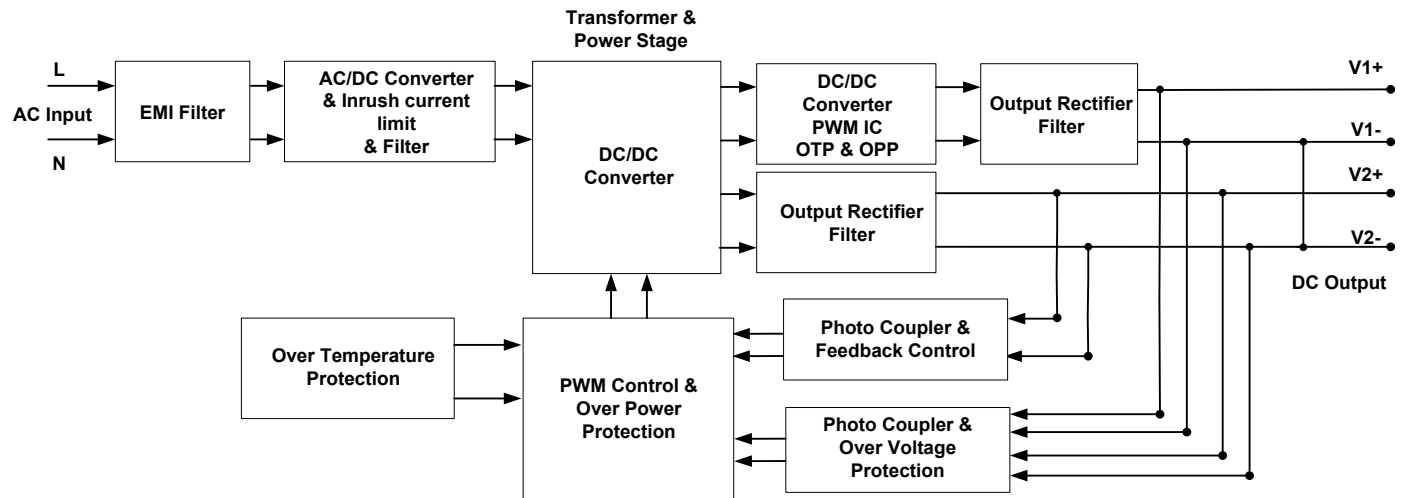 Transformer &
Power Stage
L
AC Input
N
EMI Filter
AC/DC Converter
& Inrush current
limit
& Filter
DC/DC
Converter
DC/DC
Converter
PWM IC
OTP & OPP
Output Rectifier
Filter
V1+
V1-
V2+
V2-
DC Output
Output Rectifier
Filter
Over Temperature
Protection
PWM Control &
Over Power
Protection
Photo Coupler &
Feedback Control
Photo Coupler &
Over Voltage
Protection